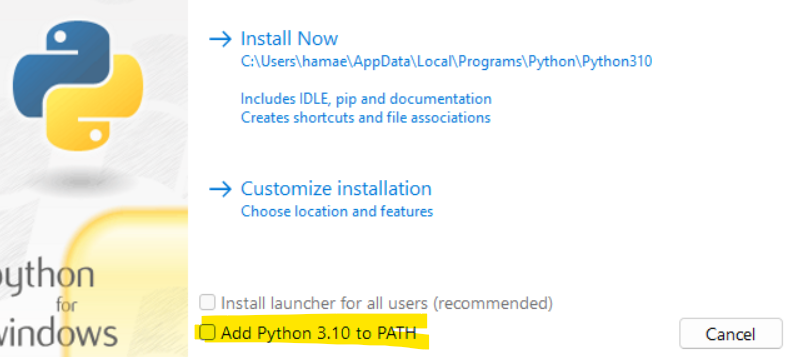 Install Now
C:\Users\hamae\AppData\Local\Programs\Python\Python310
Includes IDLE, pip and documentation
Creates shortcuts and file associations
Customize installation
Choose location and features
python
for
windows
Install launcher for all users (recommended)
Add Python 3.10 to PATH
Cancel